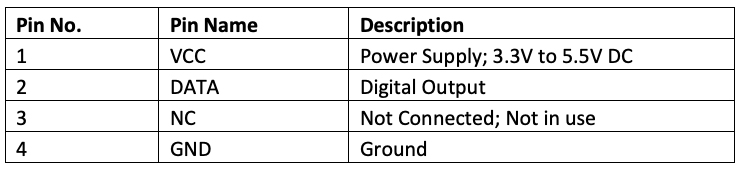 Pin No. Pin Name Description
1 VCC Power Supply; 3.3V to 5.5V DC
2 DATA Digital Output
3 NC Not Connected; Not in use
4 GND Ground